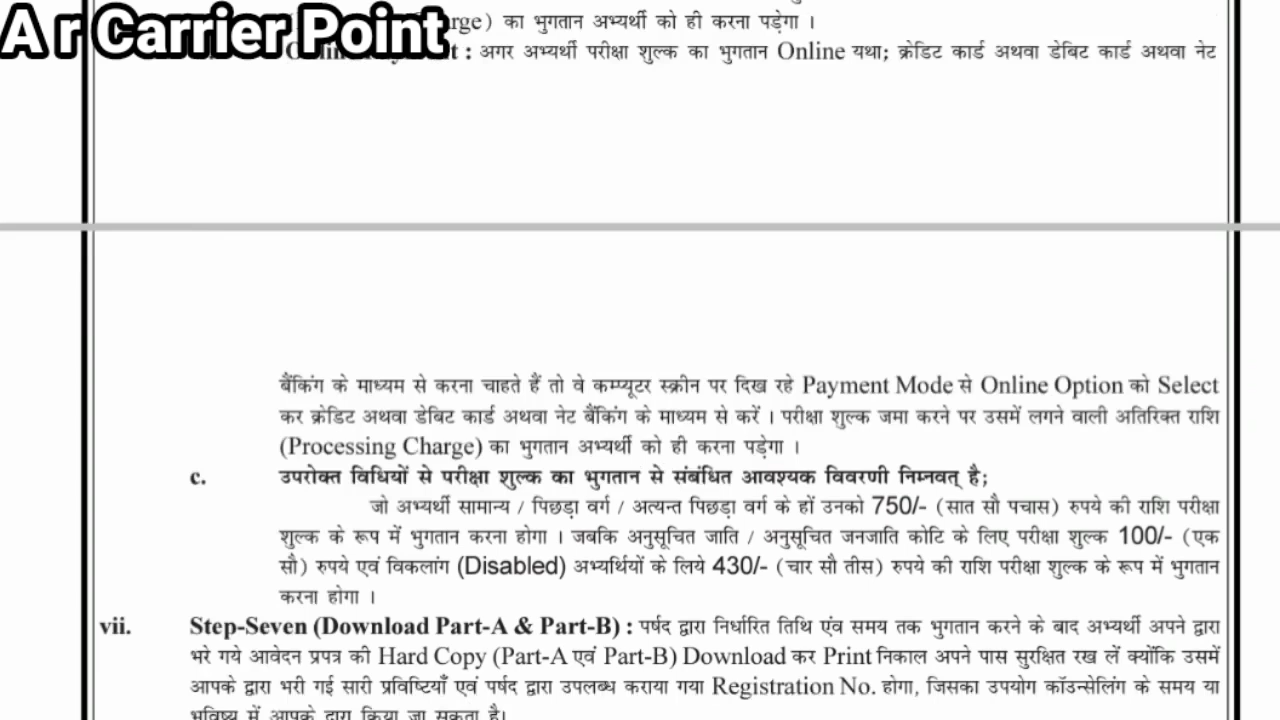 A r Carrier Point
rge) का भुगतान अभ्यर्थी को ही करना पड़ेगा ।
: अगर अभ्यर्थी परीक्षा शुल्क का भुगतान Online यथा; क्रेडिट कार्ड अथवा डेबिट कार्ड अथवा नेट
बैंकिंग के माध्यम से करना चाहते हैं तो वे कम्प्यूटर स्क्रीन पर दिख रहे Payment Mode से Online Option को Select
कर क्रेडिट अथवा डेबिट कार्ड अथवा नेट बैंकिंग के माध्यम से करें । परीक्षा शुल्क जमा करने पर उसमें लगने वाली अतिरिक्त राशि
(Processing Charge) का भुगतान अभ्यर्थी को ही करना पड़ेगा ।
c. उपरोक्त विधियों से परीक्षा शुल्क का भुगतान से संबंधित आवश्यक विवरणी निम्नवत् है;
जो अभ्यर्थी सामान्य / पिछड़ा वर्ग / अत्यन्त पिछड़ा वर्ग के हों उनको 750/- (सात सौ पचास) रुपये की राशि परीक्षा
शुल्क के रूप में भुगतान करना होगा । जबकि अनुसूचित जाति / अनुसूचित जनजाति कोटि के लिए परीक्षा शुल्क 100/- (एक
सौ) रुपये एवं विकलांग (Disabled) अभ्यर्थियों के लिये 430/- (चार सौ तीस) रुपये की राशि परीक्षा शुल्क के रूप में भुगतान
करना होगा ।
vii. Step-Seven (Download Part-A & Part-B) : पर्षद द्वारा निर्धारित तिथि एंव समय तक भुगतान करने के बाद अभ्यर्थी अपने द्वारा
भरे गये आवेदन प्रपत्र की Hard Copy (Part-A एवं Part-B) Download कर Print निकाल अपने पास सुरक्षित रख लें क्योंकि उसमें
आपके द्वारा भरी गई सारी प्रविष्टियाँ एवं पर्षद द्वारा उपलब्ध कराया गया Registration No. होगा, जिसका उपयोग कॉउन्सेलिंग के समय या
भविष्य में आपके द्वारा किया जा सकता है।